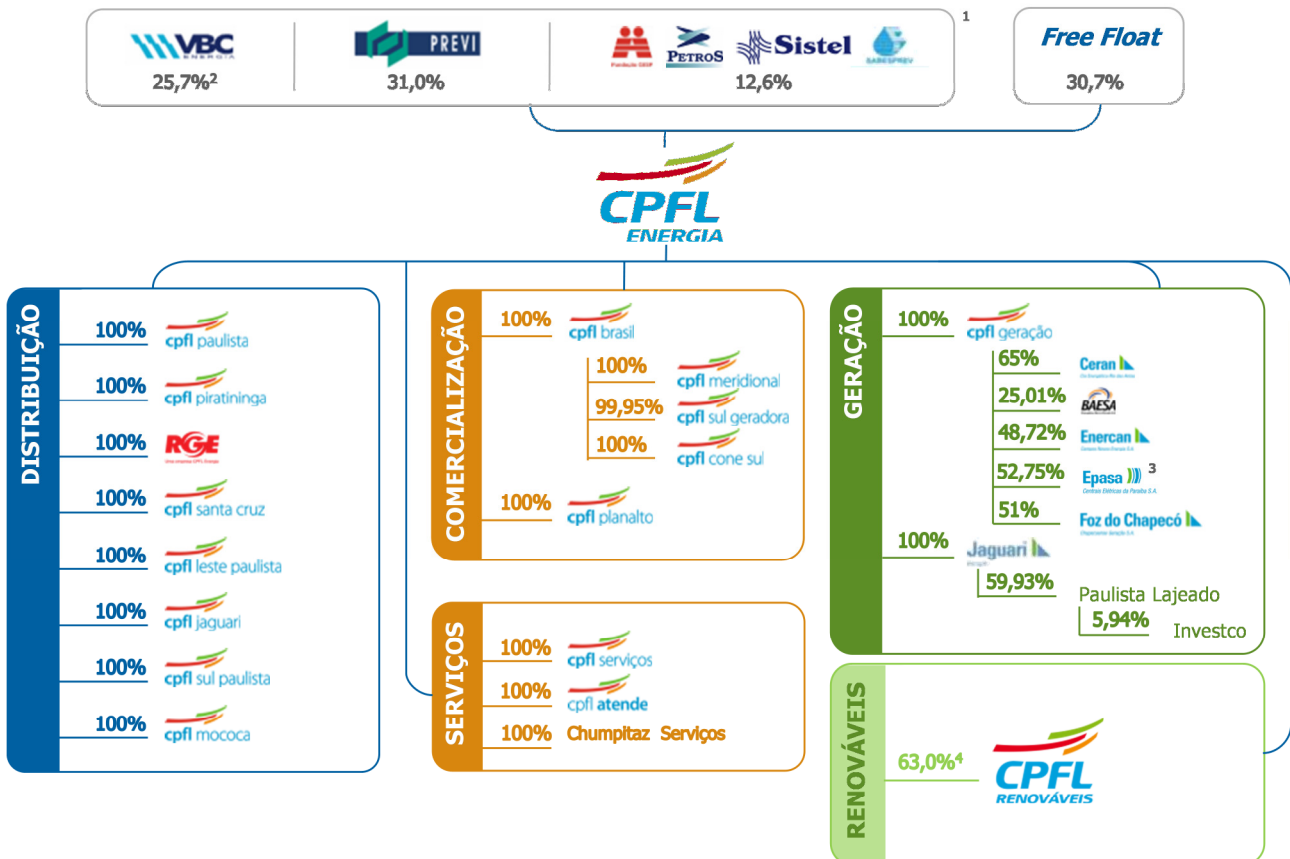 1
VBC
ENERGIA
PREVI
Fundação CESP
PETROS
Sistel
SABESPREV
Free Float
25,7%²
31,0%
12,6%
30,7%
CPFL
ENERGIA
DISTRIBUIÇÃO
100%
cpfl paulista
100%
cpfl piratininga
100%
RGE
100%
cpfl santa cruz
100%
cpfl leste paulista
100%
cpfl jaguari
100%
cpfl sul paulista
100%
cpfl mococa
COMERCIALIZAÇÃO
100%
cpfl brasil
100%
cpfl meridional
99,95%
cpfl sul geradora
100%
cpfl cone sul
100%
cpfl planalto
SERVIÇOS
100%
cpfl serviços
100%
cpfl atende
100%
Chumpitaz Serviços
GERAÇÃO
100%
cpfl geração
65%
Ceran
25,01%
BAESA
48,72%
Enercan
52,75%
Epasa
3
Centrais Elétricas da Paraíba S.A.
51%
Foz do Chapecó
100%
Jaguari
59,93%
Paulista Lajeado
5,94%
Investco
RENOVÁVEIS
63,0%⁴
CPFL
RENOVÁVEIS